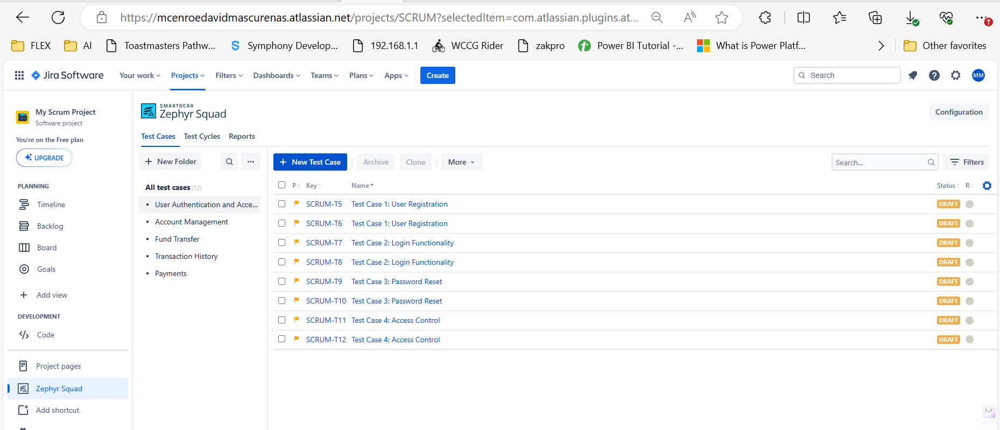 https://mcenroedavidmascurenas.atlassian.net/projects/SCRUM?selectedItem=com.atlassian.plugins.at...
FLEX AI Toastmasters Pathw... Symphony Develop... 192.168.1.1 WCCG Rider zakpro Power BI Tutorial -... What is Power Platf... Other favorites
Jira Software Your work Projects Filters Dashboards Teams Plans Apps Create Search MM
My Scrum Project
Software project
You're on the Free plan
UPGRADE
PLANNING
Timeline
Backlog
Board
Goals
Add view
DEVELOPMENT
Code
Project pages
Zephyr Squad
Add shortcut
SMARTBEAR
Zephyr Squad
Configuration
Test Cases Test Cycles Reports
+ New Folder ...
All test cases (12)
• User Authentication and Acce...
• Account Management
• Fund Transfer
• Transaction History
• Payments
+ New Test Case Archive Clone More Search... Filters
P Key Name Status R
SCRUM-T5 Test Case 1: User Registration DRAFT
SCRUM-T6 Test Case 1: User Registration DRAFT
SCRUM-T7 Test Case 2: Login Functionality DRAFT
SCRUM-T8 Test Case 2: Login Functionality DRAFT
SCRUM-T9 Test Case 3: Password Reset DRAFT
SCRUM-T10 Test Case 3: Password Reset DRAFT
SCRUM-T11 Test Case 4: Access Control DRAFT
SCRUM-T12 Test Case 4: Access Control DRAFT